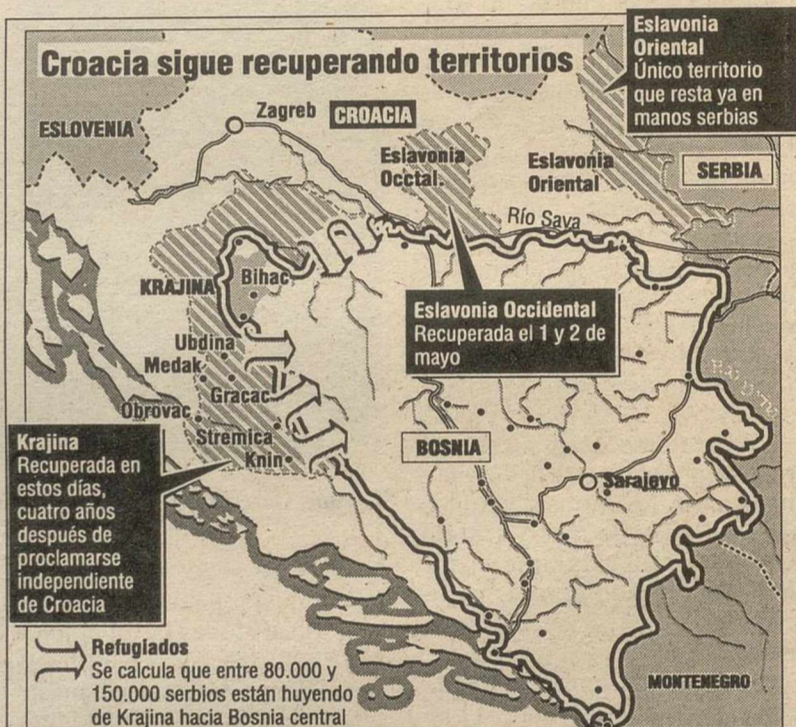 Croacia sigue recuperando territorios
Eslavonia
Oriental
Único territorio
que resta ya en
manos serbias
ESLOVENIA
Zagreb
CROACIA
Eslavonia
Occtal.
Eslavonia
Oriental
SERBIA
Río Sava
KRAJINA
Bihac
Eslavonia Occidental
Recuperada el 1 y 2 de
mayo
Ubdina
Medak
Gracac
Obrovac
Stremica
Knin
BOSNIA
Sarajevo
Krajina
Recuperada en
estos días,
cuatro años
después de
proclamarse
independiente
de Croacia
Refugiados
Se calcula que entre 80.000 y
150.000 serbios están huyendo
de Krajina hacia Bosnia central
MONTENEGRO